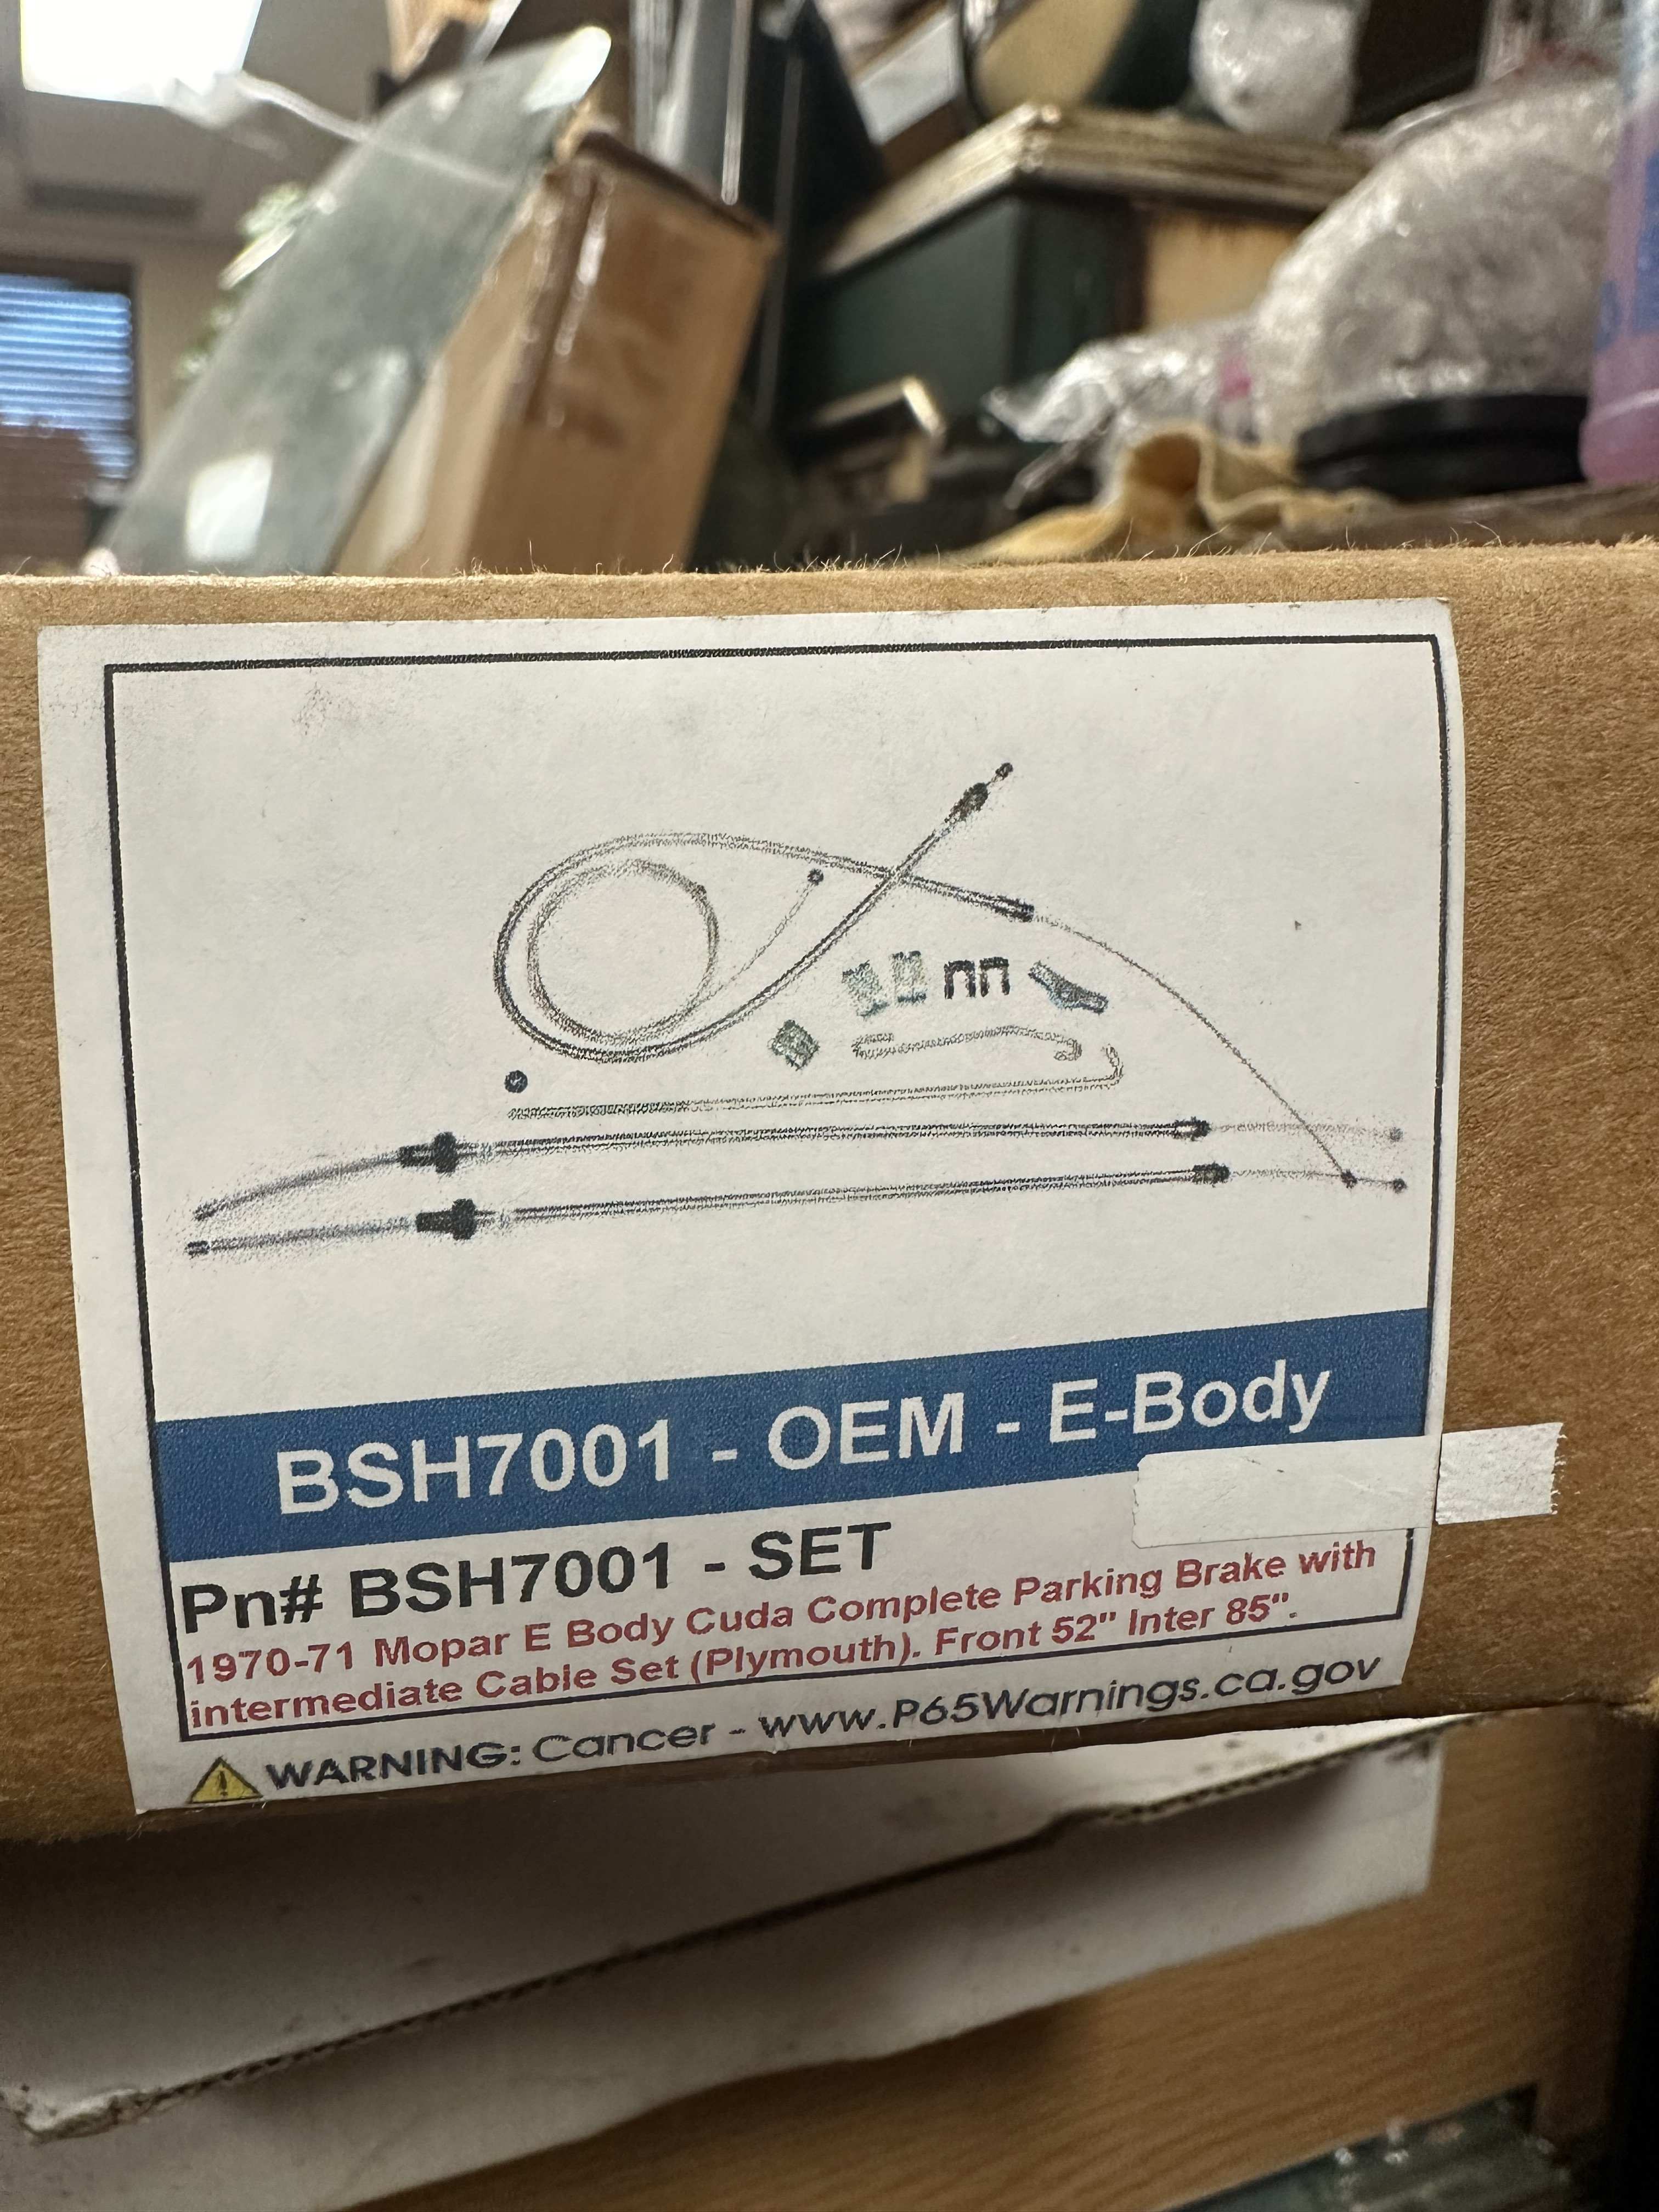 BSH7001 - OEM - E-Body
Pn# BSH7001 - SET
1970-71 Mopar E Body Cuda Complete Parking Brake with
intermediate Cable Set (Plymouth). Front 52" Inter 85".
WARNING: Cancer - www.P65Warnings.ca.gov